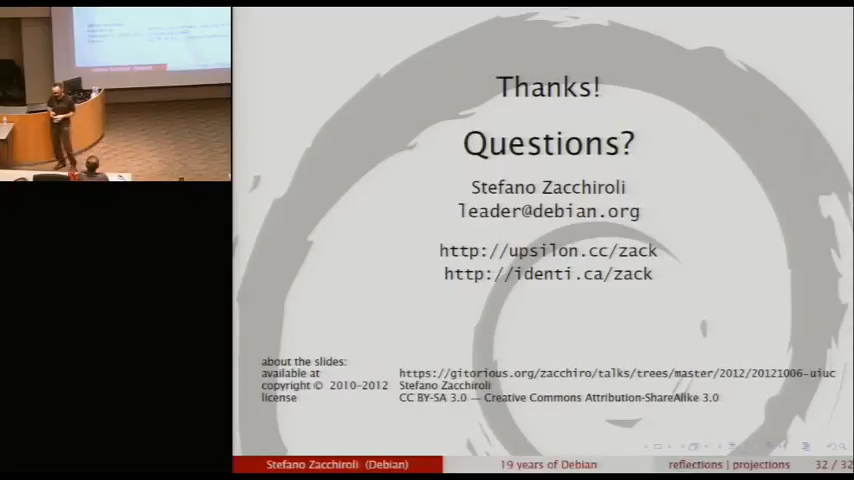 Thanks!
Questions?
Stefano Zacchiroli
leader@debian.org
http://upsilon.cc/zack
http://identi.ca/zack
about the slides:
available at https://gitorious.org/zacchiro/talks/trees/master/2012/20121006-uiuc
copyright © 2010-2012 Stefano Zacchiroli
license CC BY-SA 3.0 — Creative Commons Attribution-ShareAlike 3.0
Stefano Zacchiroli (Debian) 19 years of Debian reflections | projections 32 / 32